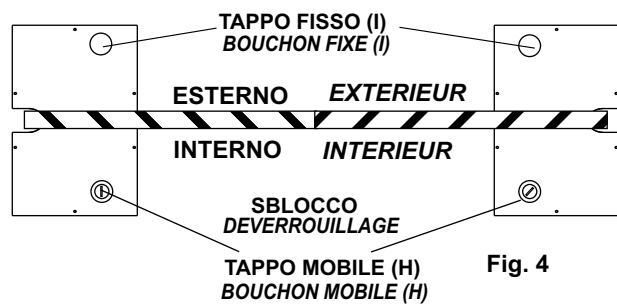 TAPPO FISSO (I)
BOUCHON FIXE (I)
ESTERNO EXTERIEUR
INTERNO INTERIEUR
SBLOCCO
DEVERROUILLAGE
TAPPO MOBILE (H)
BOUCHON MOBILE (H)
Fig. 4